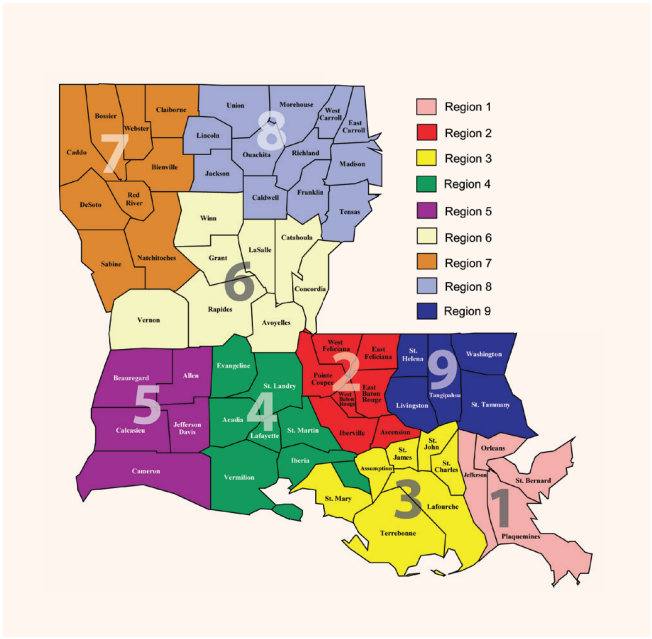 Region 1
Region 2
Region 3
Region 4
Region 5
Region 6
Region 7
Region 8
Region 9
Caddo
Bossier
Webster
Claiborne
Bienville
DeSoto
Red
River
Sabine
Natchitoches
7
Union
Morehouse
West
Carroll
East
Carroll
Lincoln
Ouachita
Richland
Madison
Jackson
Caldwell
Franklin
Tensas
8
Winn
Grant
LaSalle
Catahoula
Concordia
Rapides
Vernon
Avoyelles
6
Beauregard
Allen
Calcasieu
Jefferson
Davis
Cameron
5
Evangeline
St. Landry
Acadia
Lafayette
St. Martin
Iberia
Vermilion
4
West
Feliciana
East
Feliciana
Pointe
Coupee
West
Baton
Rouge
East
Baton
Rouge
Iberville
Ascension
2
St.
Helena
Washington
Tangipahoa
Livingston
St. Tammany
9
Assumption
St.
James
St.
John
St.
Charles
St. Mary
Lafourche
Terrebonne
3
Jefferson
Orleans
St. Bernard
Plaquemines
1